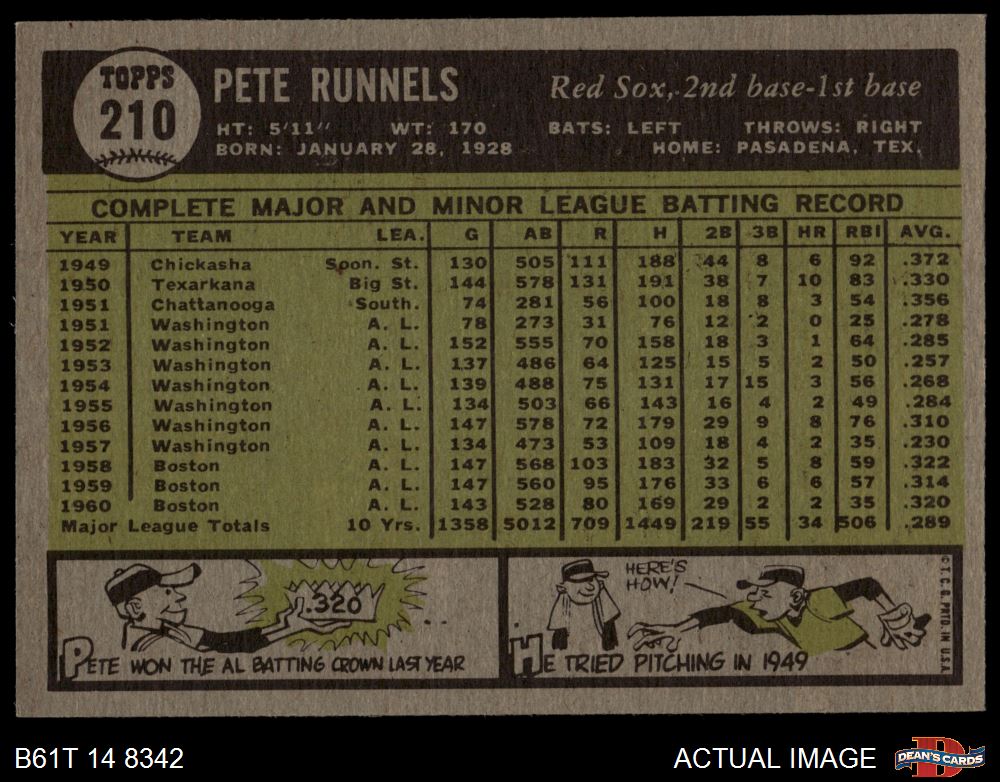 TOPPS
210
PETE RUNNELS
Red Sox, 2nd base-1st base
HT: 5'11" WT: 170 BATS: LEFT THROWS: RIGHT
BORN: JANUARY 28, 1928 HOME: PASADENA, TEX.
COMPLETE MAJOR AND MINOR LEAGUE BATTING RECORD
YEAR TEAM LEA. G AB R H 2B 3B HR RBI AVG.
1949 Chickasha Soon. St. 130 505 111 188 44 8 6 92 .372
1950 Texarkana Big St. 144 578 131 191 38 7 10 83 .330
1951 Chattanooga South. 74 281 56 100 18 8 3 54 .356
1951 Washington A. L. 78 273 31 76 12 2 0 25 .278
1952 Washington A. L. 152 555 70 158 18 3 1 64 .285
1953 Washington A. L. 137 486 64 125 15 5 2 50 .257
1954 Washington A. L. 139 488 75 131 17 15 3 56 .268
1955 Washington A. L. 134 503 66 143 16 4 2 49 .284
1956 Washington A. L. 147 578 72 179 29 9 8 76 .310
1957 Washington A. L. 134 473 53 109 18 4 2 35 .230
1958 Boston A. L. 147 568 103 183 32 5 8 59 .322
1959 Boston A. L. 147 560 95 176 33 6 6 57 .314
1960 Boston A. L. 143 528 80 169 29 2 2 35 .320
Major League Totals 10 Yrs. 1358 5012 709 1449 219 55 34 506 .289
.320
PETE WON THE AL BATTING CROWN LAST YEAR
HERE'S
HOW!
HE TRIED PITCHING IN 1949
© T. C. G. PRTD. IN U.S.A.
B61T 14 8342
ACTUAL IMAGE
D
DEAN'S CARDS